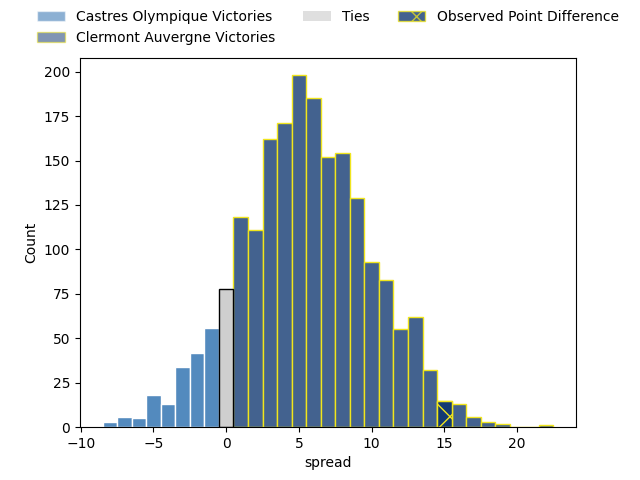 Castres Olympique Victories
Ties
Observed Point Difference
Clermont Auvergne Victories
200
175
150
125
100
75
50
25
0
Count
−10
−5
0
5
10
15
20
spread